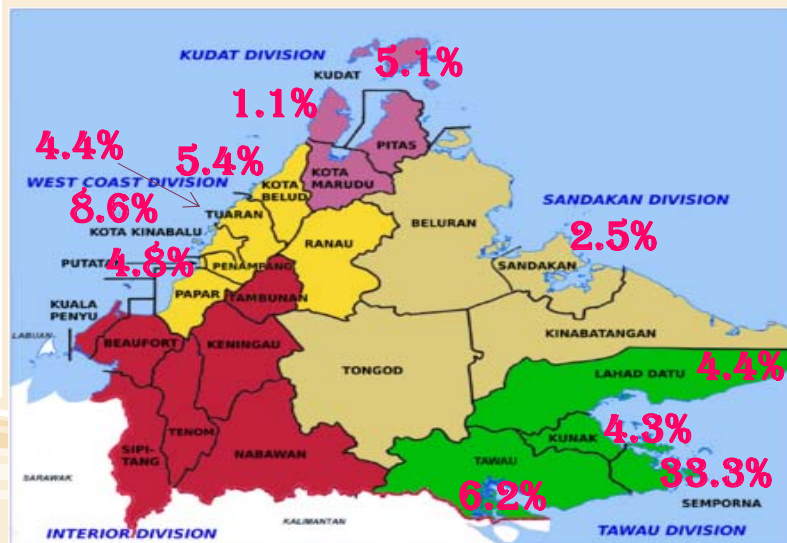 KUDAT DIVISION
KUDAT
5.1%
1.1%
4.4%
5.4%
PITAS
KOTA
MARUDU
WEST COAST DIVISION
KOTA
BELUD
8.6%
TUARAN
SANDAKAN DIVISION
KOTA KINABALU
BELURAN
2.5%
RANAU
PUTATAN
4.8%
PENAMPANG
SANDAKAN
PAPAR
TAMBUNAN
KUALA
PENYU
LABUAN
BEAUFORT
KENINGAU
KINABATANGAN
TONGOD
LAHAD DATU
4.4%
TENOM
KUNAK
4.3%
SIPI-
TANG
NABAWAN
TAWAU
33.3%
SARAWAK
6.2%
SEMPORNA
KALIMANTAN
INTERIOR DIVISION
TAWAU DIVISION